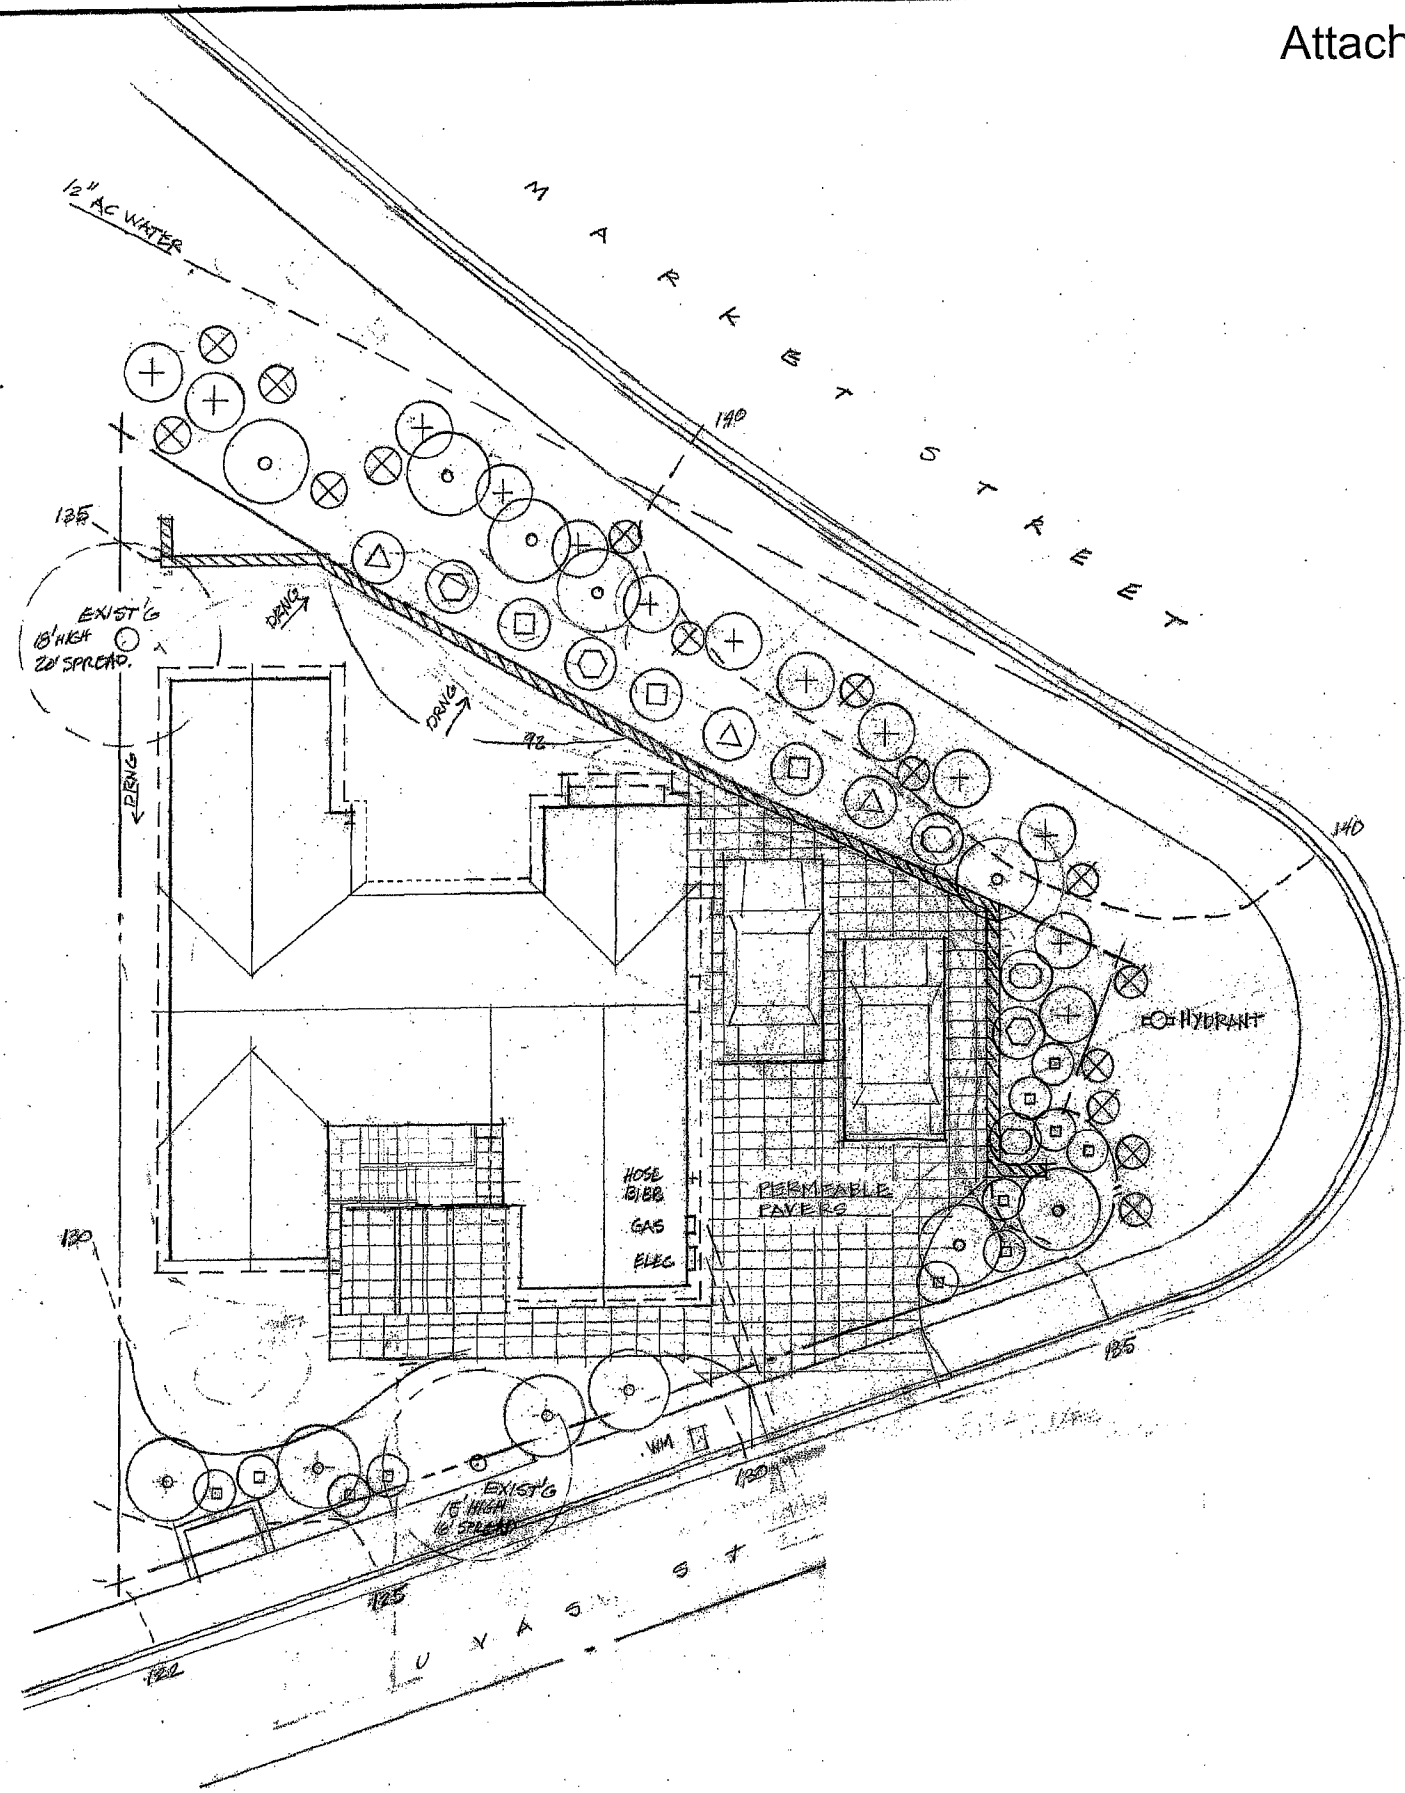 Attach
1/2" AC WATER
MARKET STREET
140
135
EXIST'G
18' HIGH
20' SPREAD.
DRNG
DRNG
DRNG
92
140
HYDRANT
HOSE
BIBB
GAS
ELEC
PERMEABLE
PAVERS
130
135
WM
130
EXIST'G
15' HIGH
SPREAD
125
UVAS ST
122